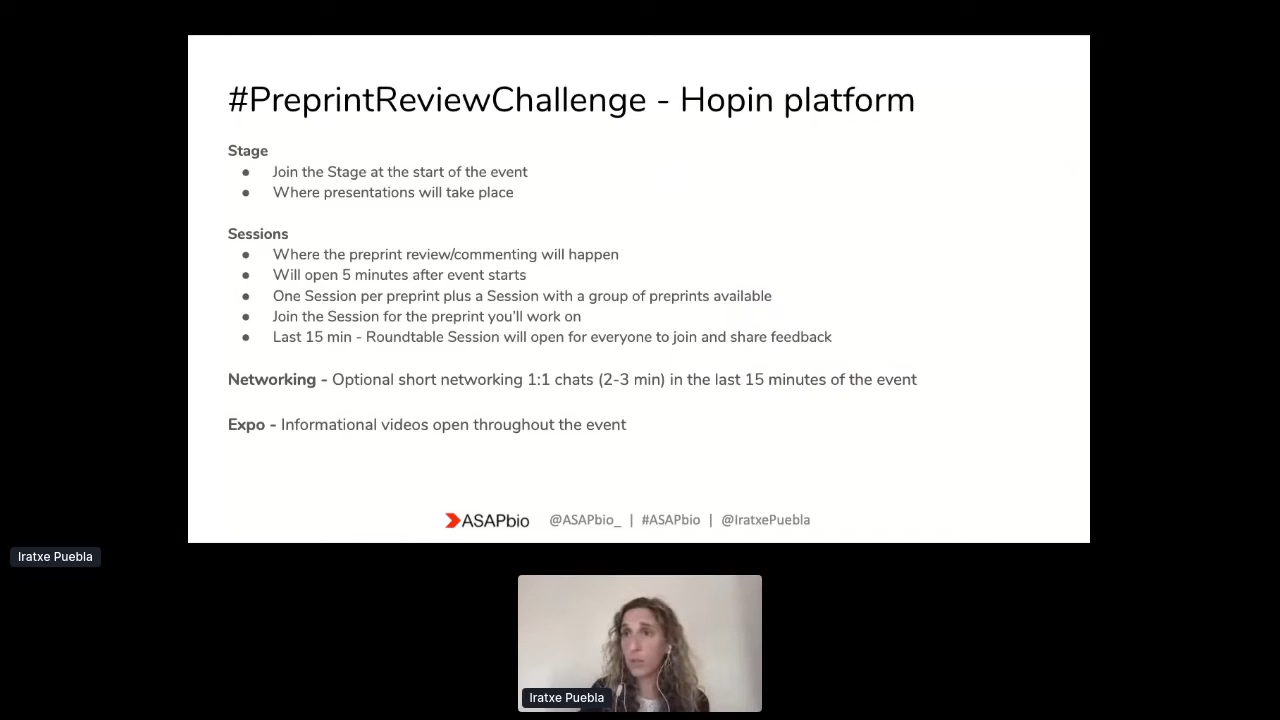 #PreprintReviewChallenge - Hopin platform
Stage
● Join the Stage at the start of the event
● Where presentations will take place
Sessions
● Where the preprint review/commenting will happen
● Will open 5 minutes after event starts
● One Session per preprint plus a Session with a group of preprints available
● Join the Session for the preprint you'll work on
● Last 15 min - Roundtable Session will open for everyone to join and share feedback
Networking - Optional short networking 1:1 chats (2-3 min) in the last 15 minutes of the event
Expo - Informational videos open throughout the event
ASAPbio @ASAPbio_ | #ASAPbio | @IratxePuebla
Iratxe Puebla
Iratxe Puebla